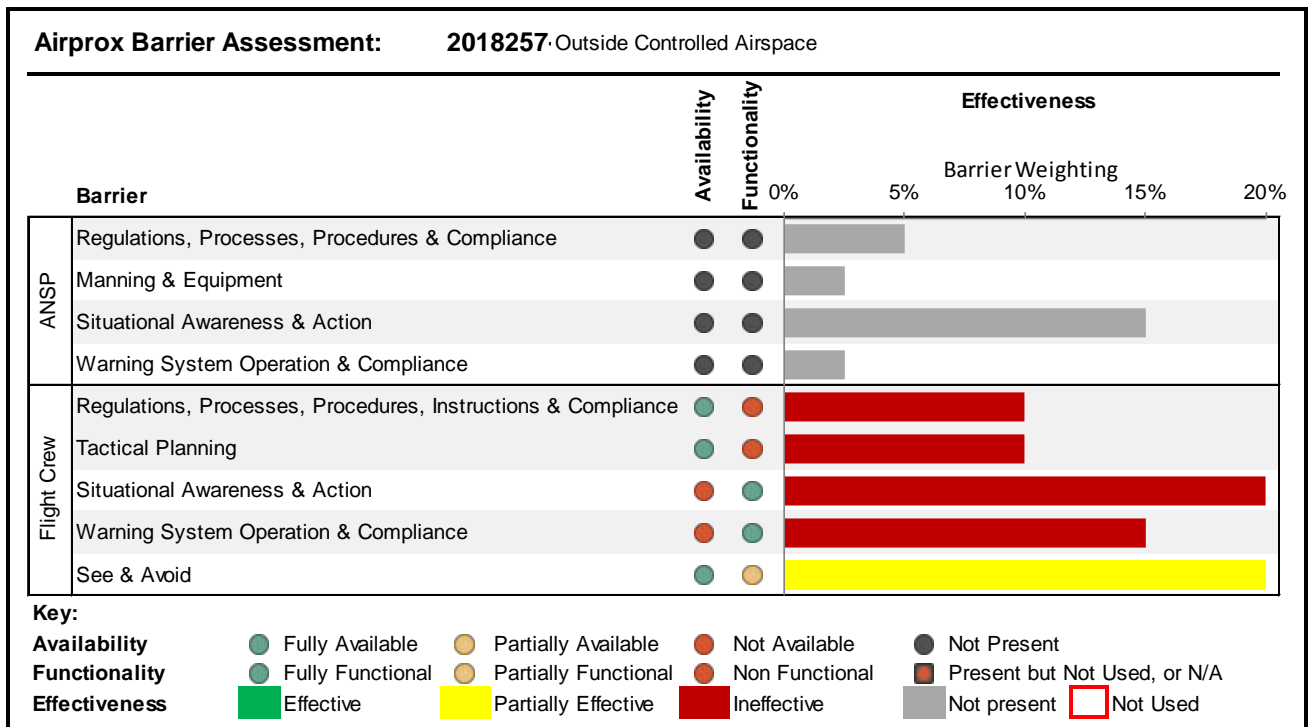 Airprox Barrier Assessment: 2018257- Outside Controlled Airspace
Availability
Functionality
Effectiveness
Barrier Weighting
Barrier
0% 5% 10% 15% 20%
ANSP
Regulations, Processes, Procedures & Compliance
Manning & Equipment
Situational Awareness & Action
Warning System Operation & Compliance
Flight Crew
Regulations, Processes, Procedures, Instructions & Compliance
Tactical Planning
Situational Awareness & Action
Warning System Operation & Compliance
See & Avoid
Key:
Availability Fully Available Partially Available Not Available Not Present
Functionality Fully Functional Partially Functional Non Functional Present but Not Used, or N/A
Effectiveness Effective Partially Effective Ineffective Not present Not Used